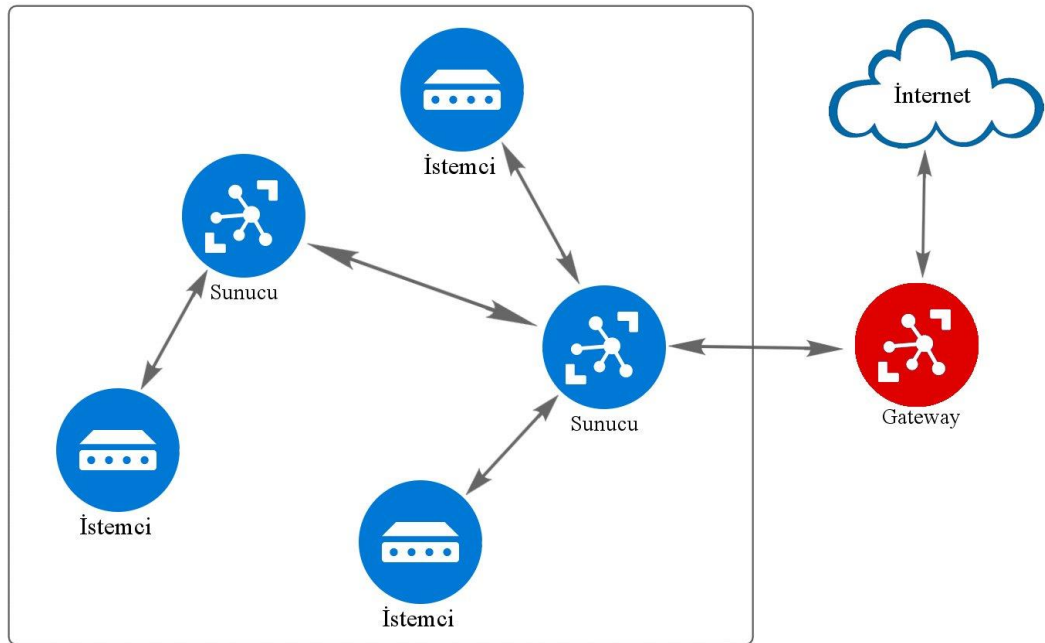 İstemci
İnternet
Sunucu
Sunucu
Gateway
İstemci
İstemci